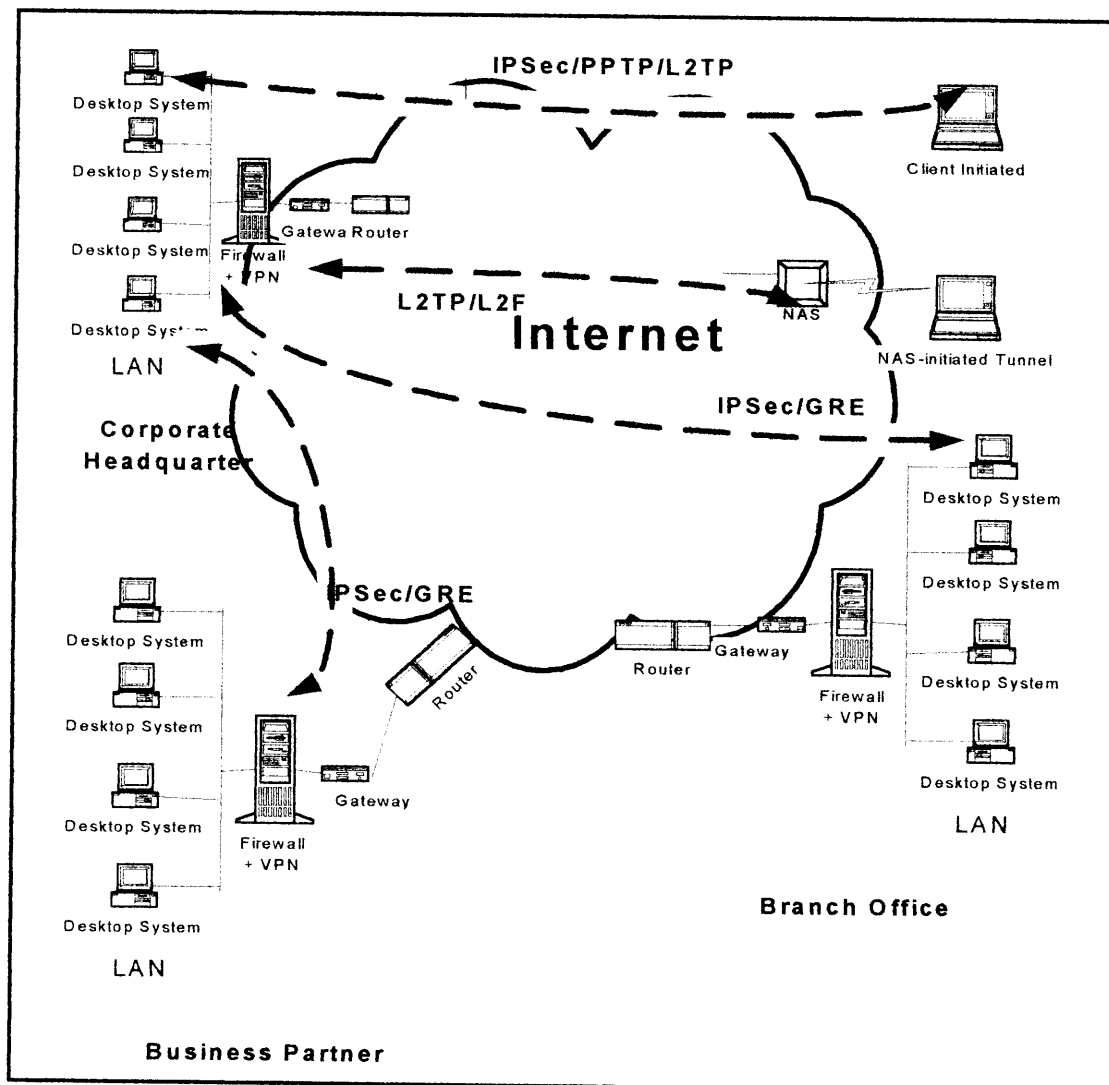 IPSec/PPTP/L2TP
Desktop System
Desktop System
Desktop System
Desktop System
LAN
Firewall
+ VPN
Gatewa Router
Client Initiated
L2TP/L2F
Internet
NAS
NAS-initiated Tunnel
IPSec/GRE
Corporate
Headquarter
IPSec/GRE
Desktop System
Desktop System
Desktop System
Desktop System
LAN
Firewall
+ VPN
Gateway
Router
Business Partner
Router
Gateway
Firewall
+ VPN
Desktop System
Desktop System
Desktop System
Desktop System
LAN
Branch Office